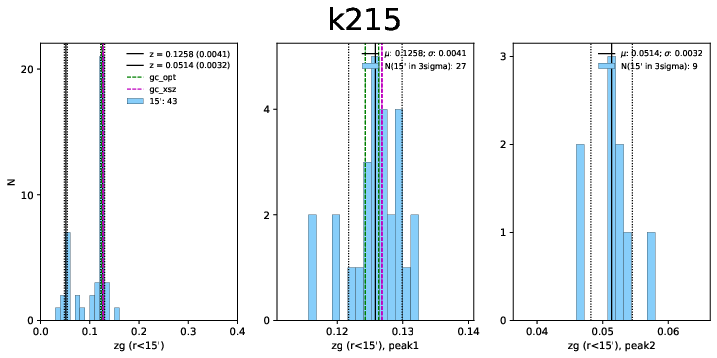 k215
z = 0.1258 (0.0041)
z = 0.0514 (0.0032)
gc_opt
gc_xsz
15': 43
N
20
10
0
0.0
0.1
0.2
0.3
0.4
zg (r<15')
μ: 0.1258; σ: 0.0041
N(15' in 3sigma): 27
4
2
0
0.12
0.13
0.14
zg (r<15'), peak1
μ: 0.0514; σ: 0.0032
N(15' in 3sigma): 9
3
2
1
0
0.04
0.05
0.06
zg (r<15'), peak2